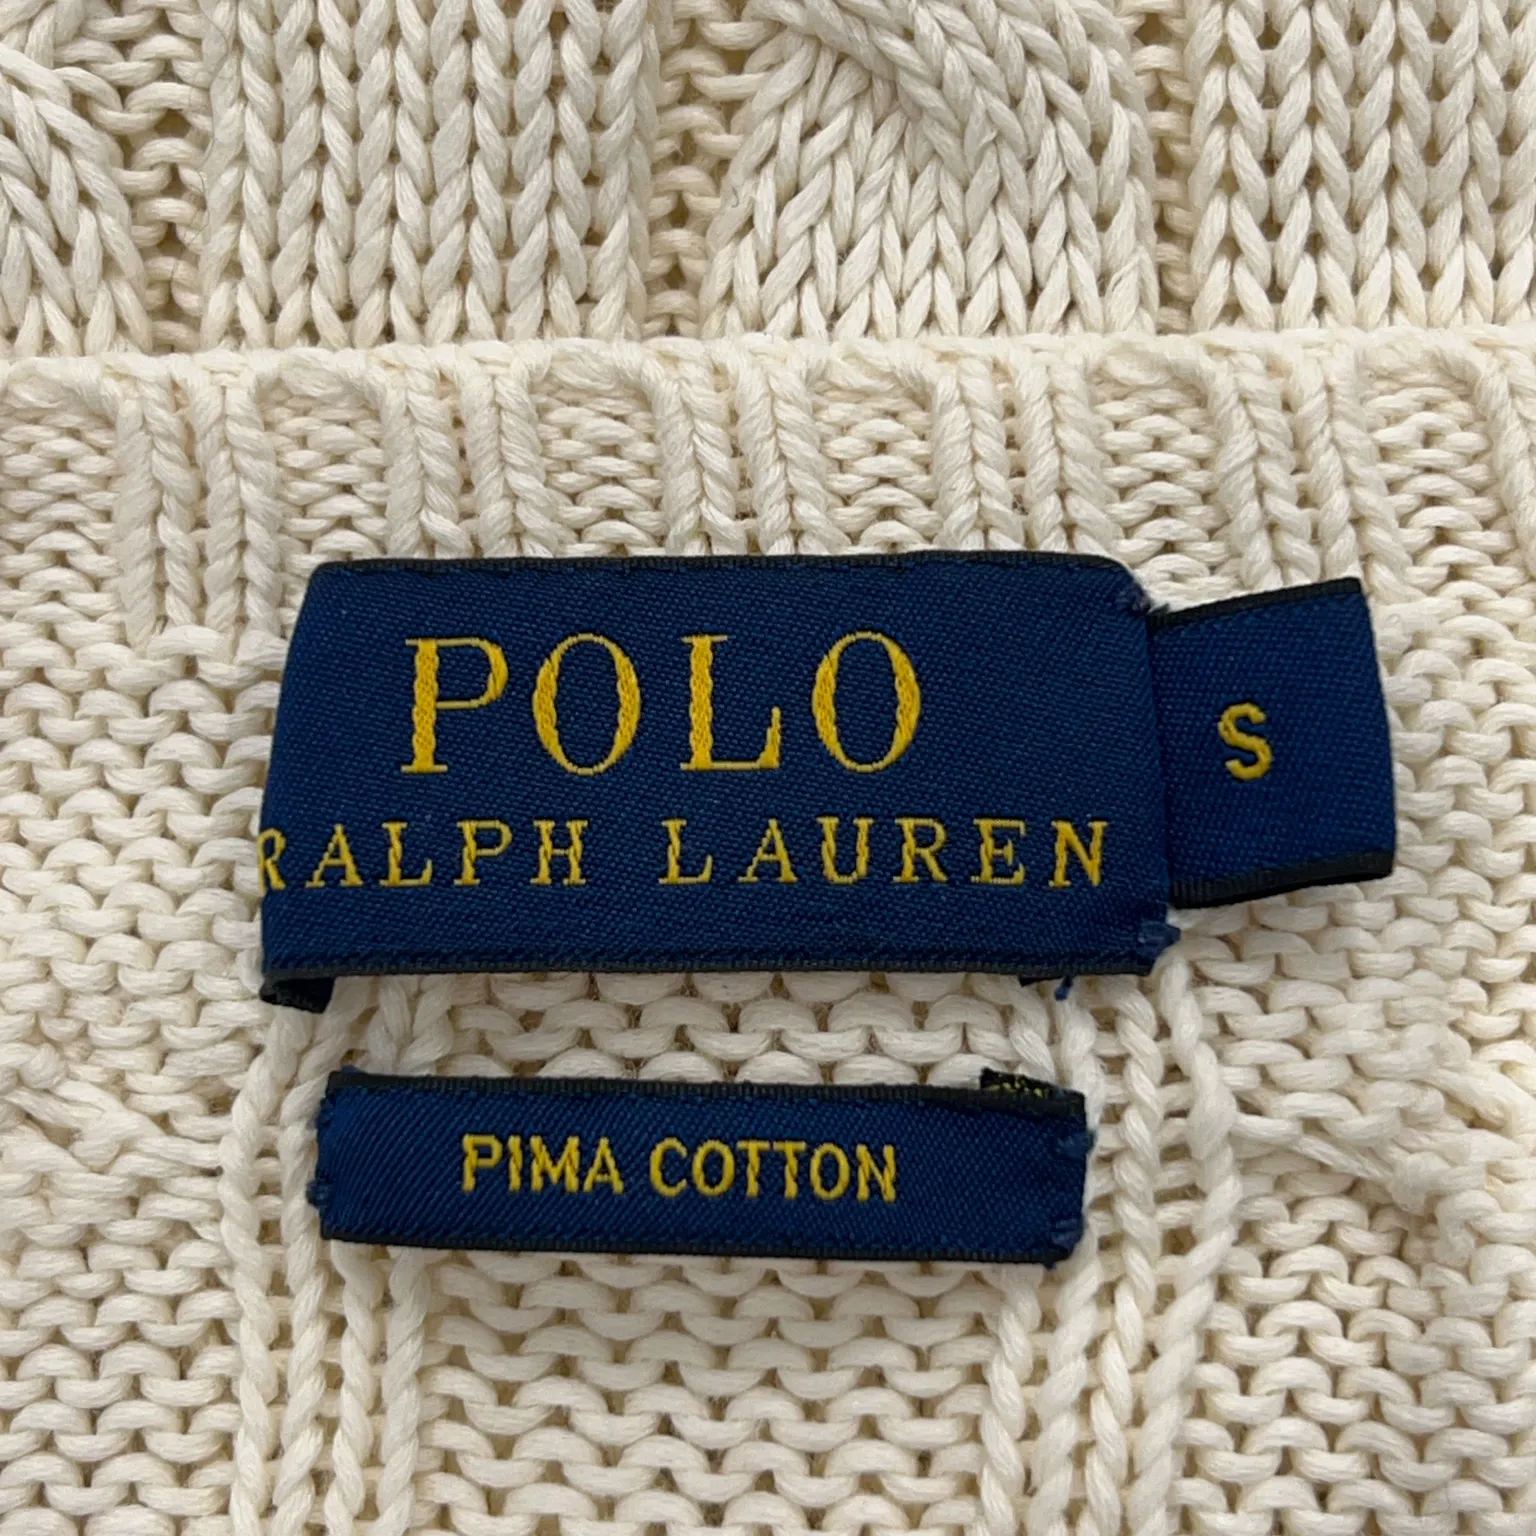 POLO
RALPH LAUREN
S
PIMA COTTON